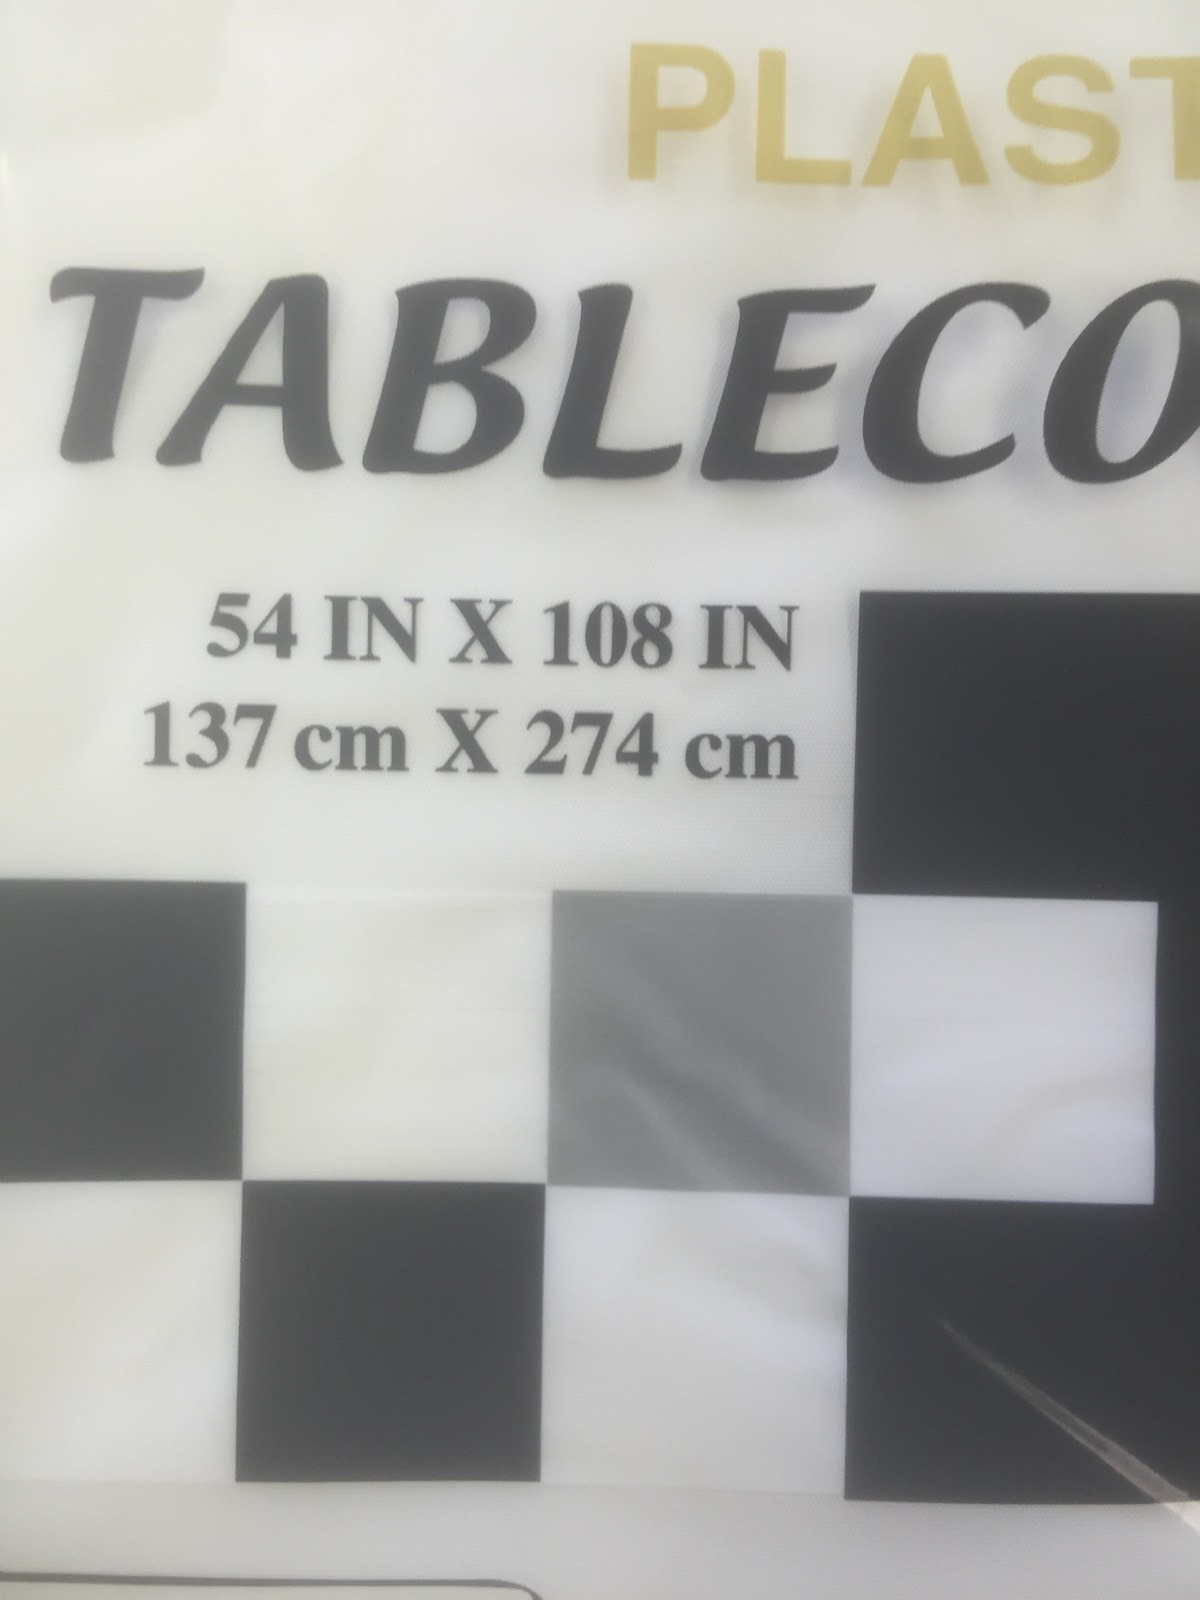 PLAST
TABLECO
54 IN X 108 IN
137 cm X 274 cm